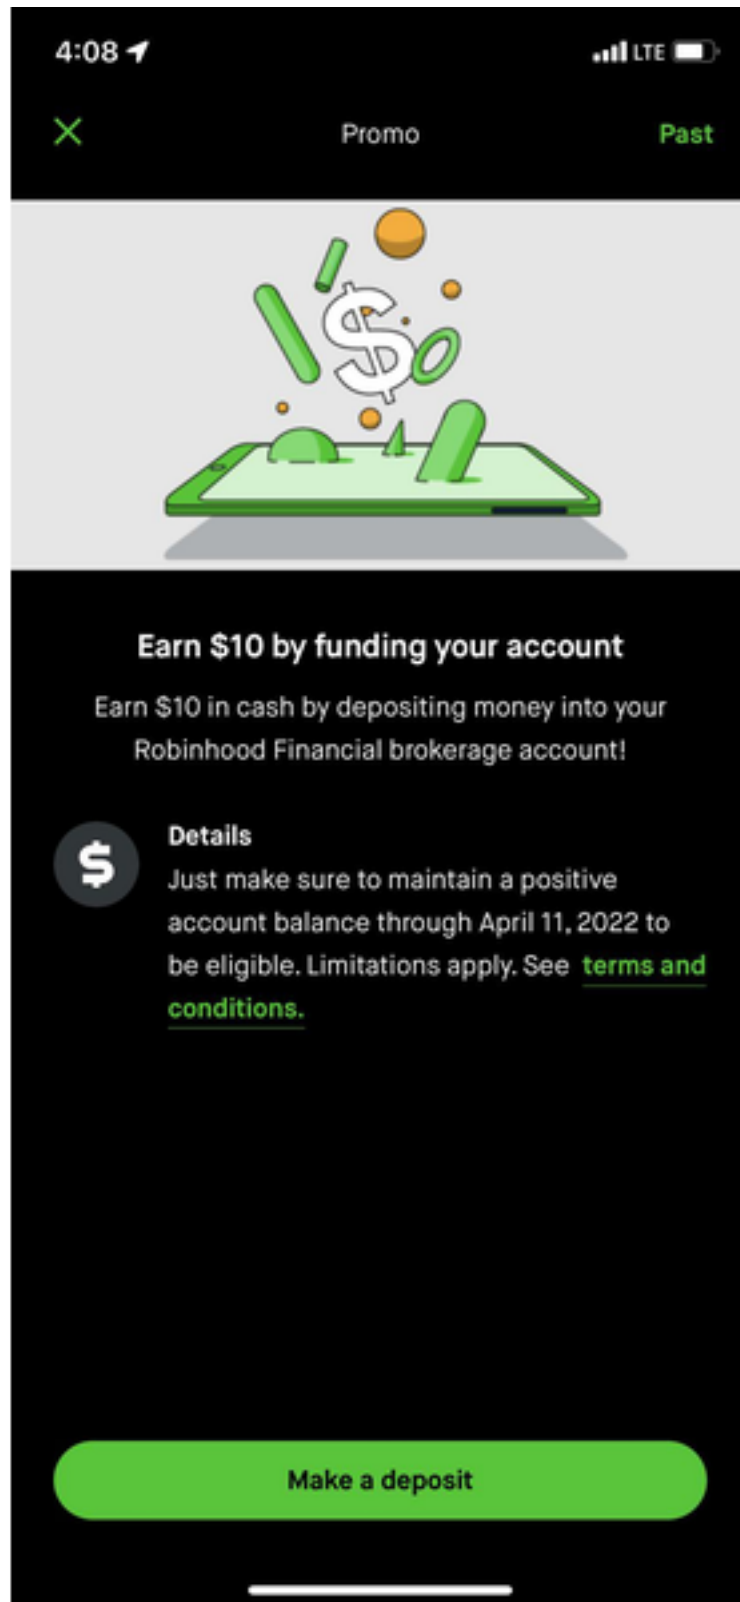 4:08 LTE
Promo Past
$
Earn $10 by funding your account
Earn $10 in cash by depositing money into your
Robinhood Financial brokerage account!
$
Details
Just make sure to maintain a positive
account balance through April 11, 2022 to
be eligible. Limitations apply. See terms and
conditions.
Make a deposit